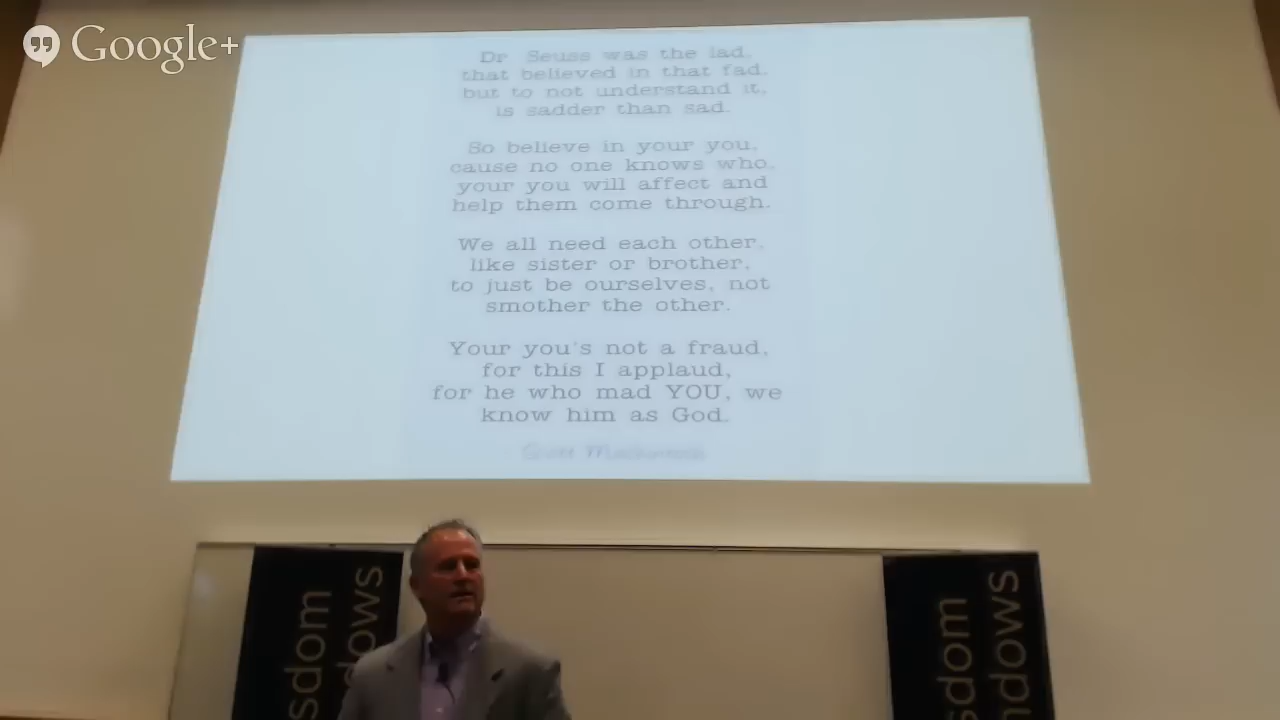 Google+
Dr Seuss was the lad,
that believed in that fad,
but to not understand it,
is sadder than sad.
So believe in your you,
cause no one knows who,
your you will affect and
help them come through.
We all need each other,
like sister or brother,
to just be ourselves, not
smother the other.
Your you's not a fraud,
for this I applaud,
for he who mad YOU, we
know him as God.
sdom
dows
sdom
ndows